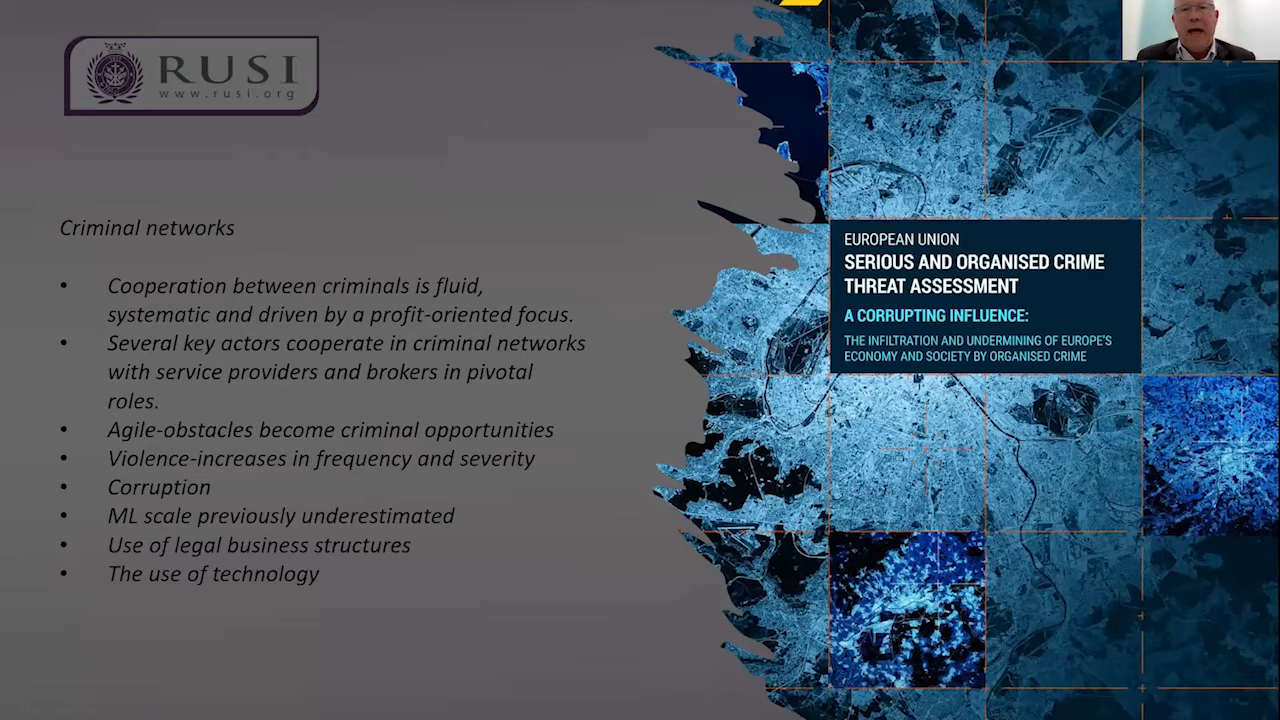 RUSI
www.rusi.org
Criminal networks
• Cooperation between criminals is fluid,
systematic and driven by a profit-oriented focus.
• Several key actors cooperate in criminal networks
with service providers and brokers in pivotal
roles.
• Agile-obstacles become criminal opportunities
• Violence-increases in frequency and severity
• Corruption
• ML scale previously underestimated
• Use of legal business structures
• The use of technology
EUROPEAN UNION
SERIOUS AND ORGANISED CRIME
THREAT ASSESSMENT
A CORRUPTING INFLUENCE:
THE INFILTRATION AND UNDERMINING OF EUROPE'S
ECONOMY AND SOCIETY BY ORGANISED CRIME